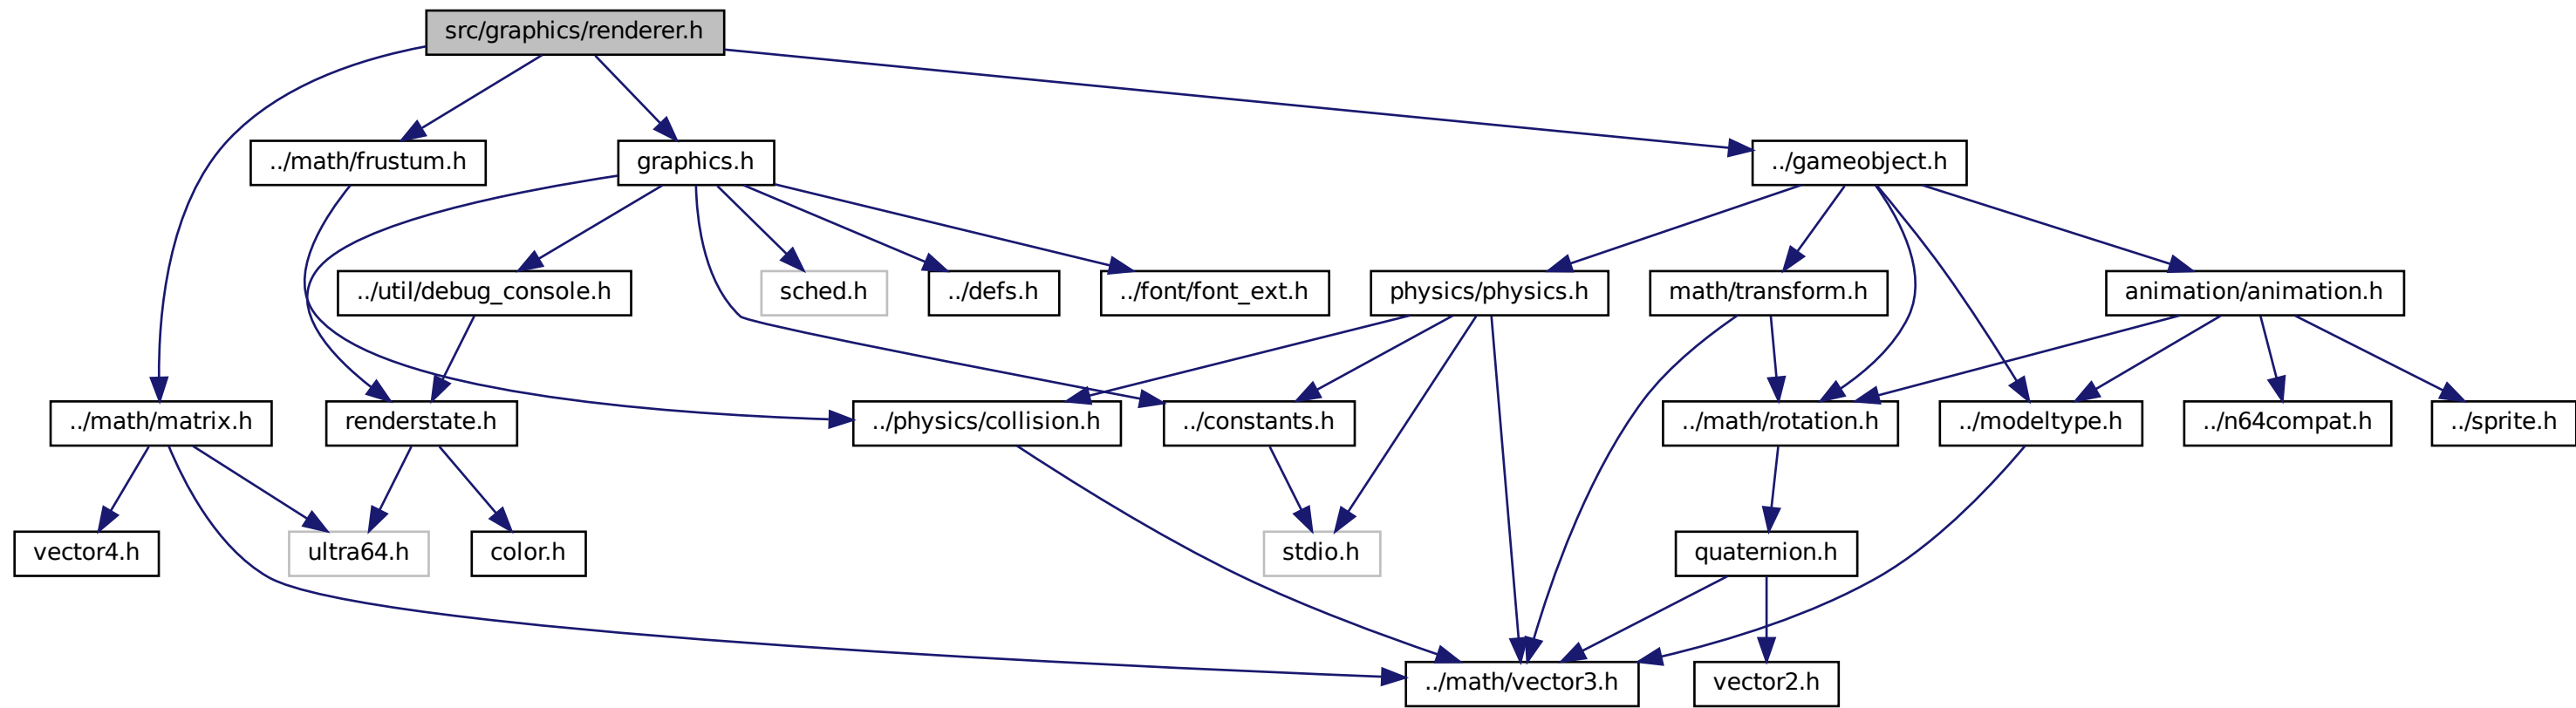 src/graphics/renderer.h
../math/frustum.h
graphics.h
../gameobject.h
../util/debug_console.h
sched.h
../defs.h
../font/font_ext.h
physics/physics.h
math/transform.h
animation/animation.h
../math/matrix.h
renderstate.h
../physics/collision.h
../constants.h
../math/rotation.h
../modeltype.h
../n64compat.h
../sprite.h
vector4.h
ultra64.h
color.h
stdio.h
quaternion.h
../math/vector3.h
vector2.h